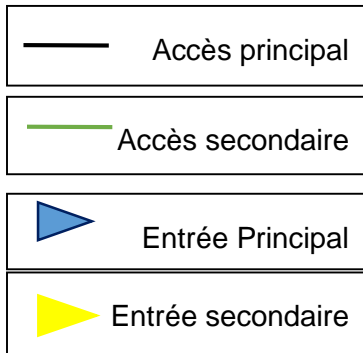 Accès principal
Accès secondaire
Entrée Principal
Entrée secondaire